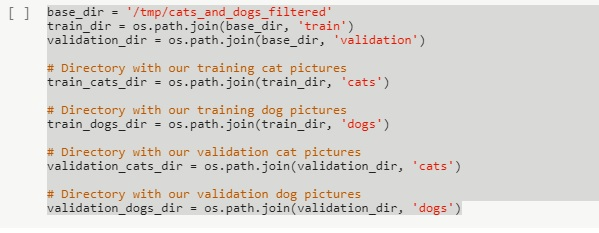 [ ]
base_dir = '/tmp/cats_and_dogs_filtered'
train_dir = os.path.join(base_dir, 'train')
validation_dir = os.path.join(base_dir, 'validation')

# Directory with our training cat pictures
train_cats_dir = os.path.join(train_dir, 'cats')

# Directory with our training dog pictures
train_dogs_dir = os.path.join(train_dir, 'dogs')

# Directory with our validation cat pictures
validation_cats_dir = os.path.join(validation_dir, 'cats')

# Directory with our validation dog pictures
validation_dogs_dir = os.path.join(validation_dir, 'dogs')